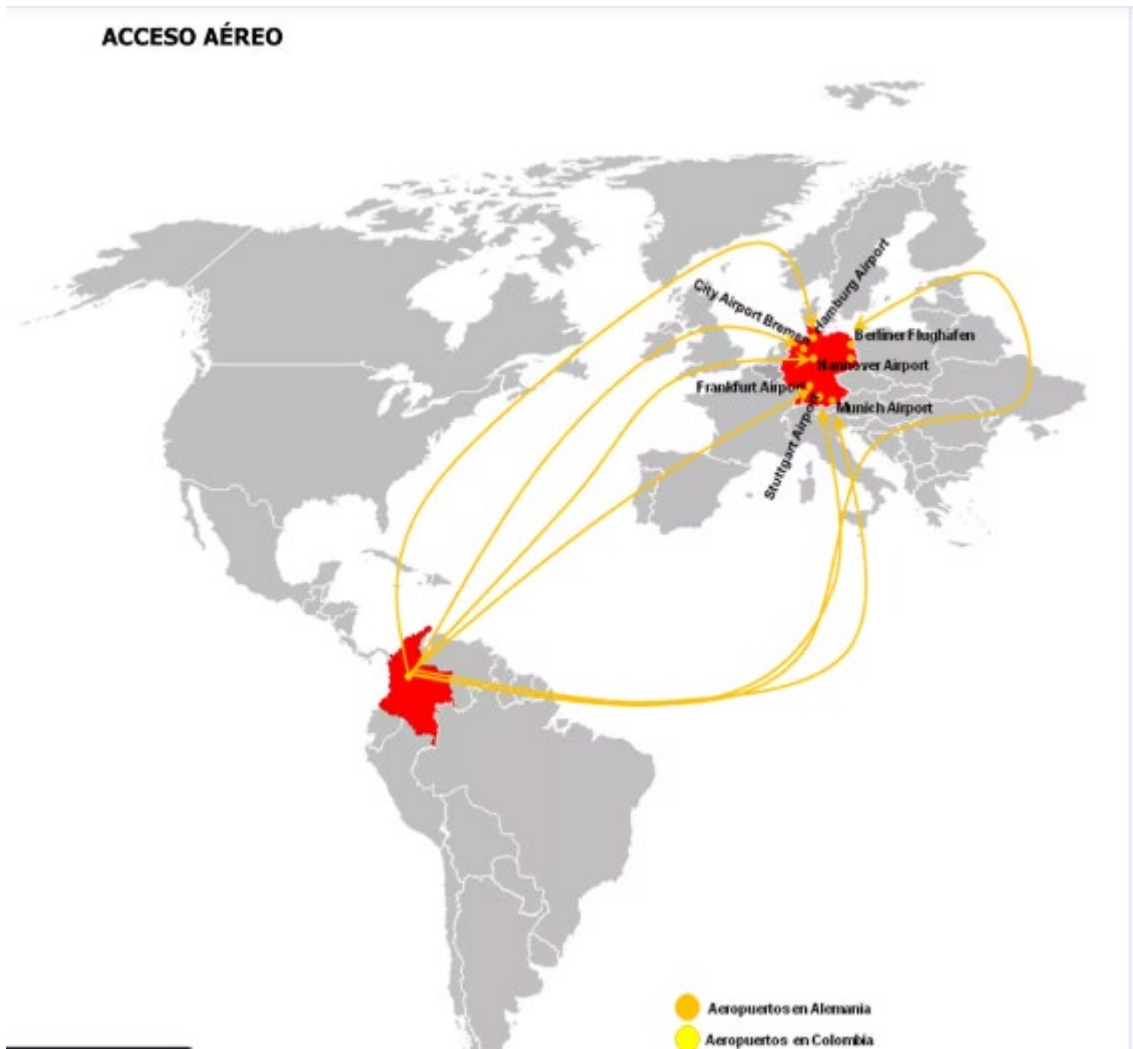 ACCESO AÉREO
Hamburg Airport
City Airport Bremen
Berliner Flughafen
Hannover Airport
Frankfurt Airport
Munich Airport
Stuttgart Airport
Aeropuertos en Alemania
Aeropuertos en Colombia